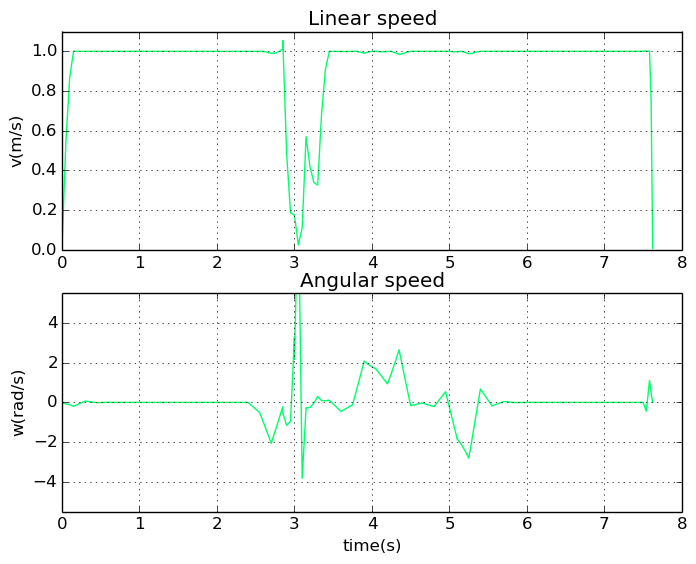 Linear speed
1.0
0.8
0.6
0.4
0.2
0.0
v(m/s)
0 1 2 3 4 5 6 7 8
Angular speed
4
2
0
−2
−4
w(rad/s)
0 1 2 3 4 5 6 7 8
time(s)